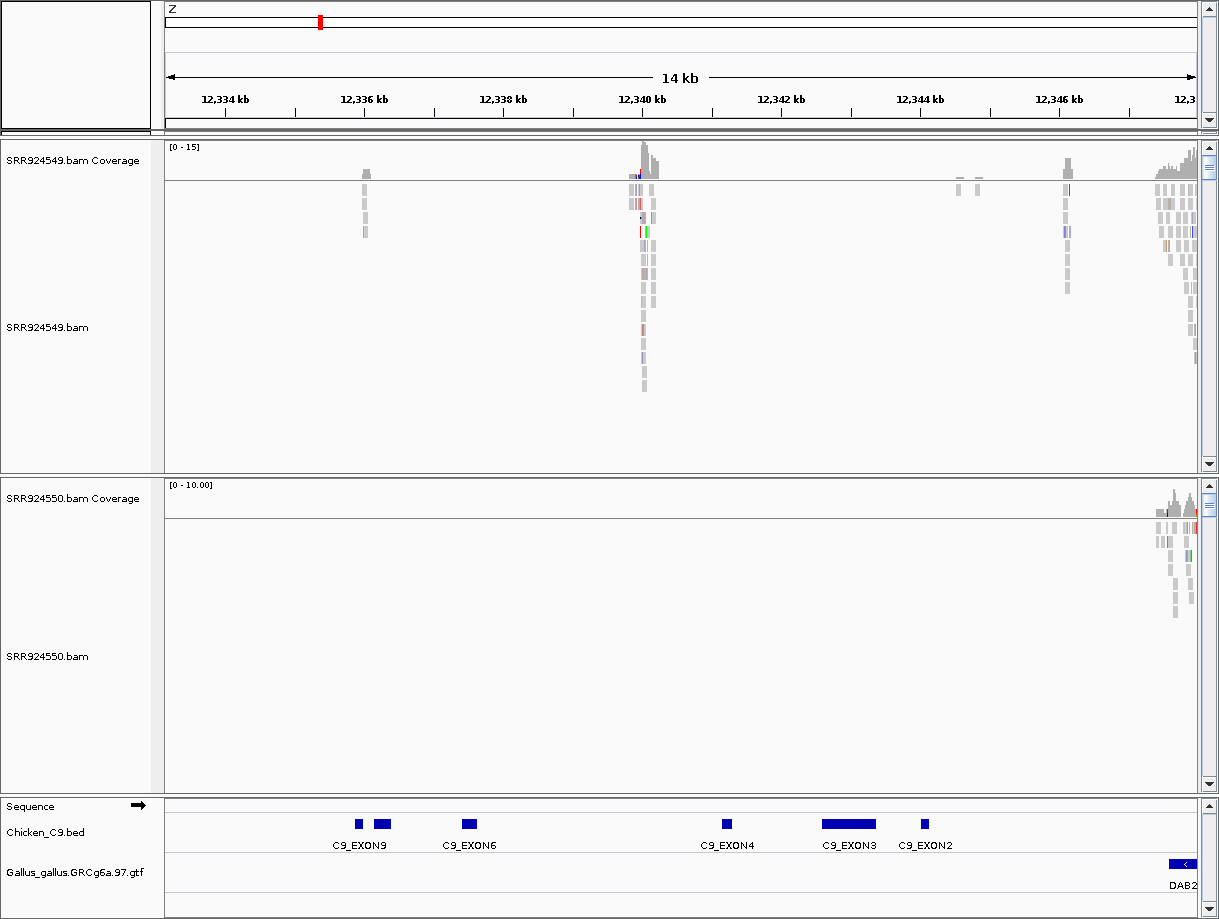 Z
14 kb
12,334 kb 12,336 kb 12,338 kb 12,340 kb 12,342 kb 12,344 kb 12,346 kb 12,3
[0 - 15]
SRR924549.bam Coverage
SRR924549.bam
[0 - 10.00]
SRR924550.bam Coverage
SRR924550.bam
Sequence
Chicken_C9.bed
C9_EXON9 C9_EXON6 C9_EXON4 C9_EXON3 C9_EXON2
Gallus_gallus.GRCg6a.97.gtf
DAB2